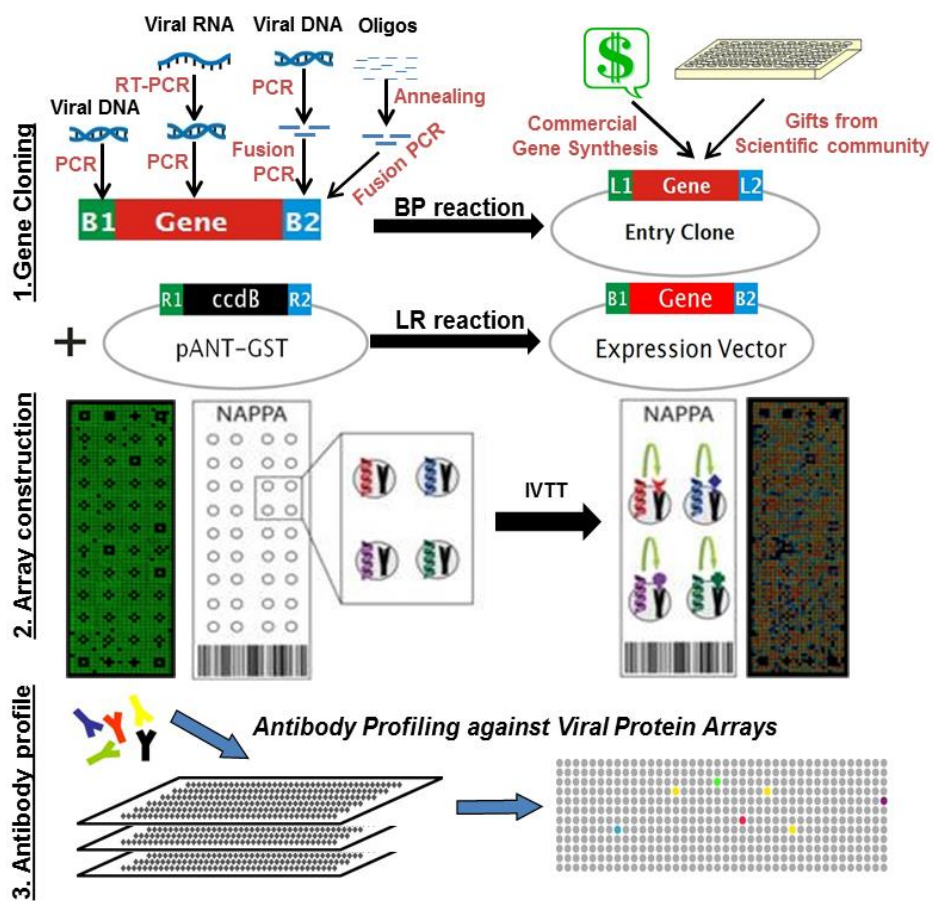 Viral RNA
Viral DNA
Oligos
RT-PCR
PCR
Annealing
Viral DNA
PCR
PCR
Fusion
PCR
Fusion PCR
$
Commercial
Gene Synthesis
Gifts from
Scientific community
1.Gene Cloning
B1
Gene
B2
BP reaction
L1
Gene
L2
Entry Clone
+
R1
ccdB
R2
pANT-GST
LR reaction
B1
Gene
B2
Expression Vector
2. Array construction
NAPPA
IVTT
NAPPA
3. Antibody profile
Antibody Profiling against Viral Protein Arrays